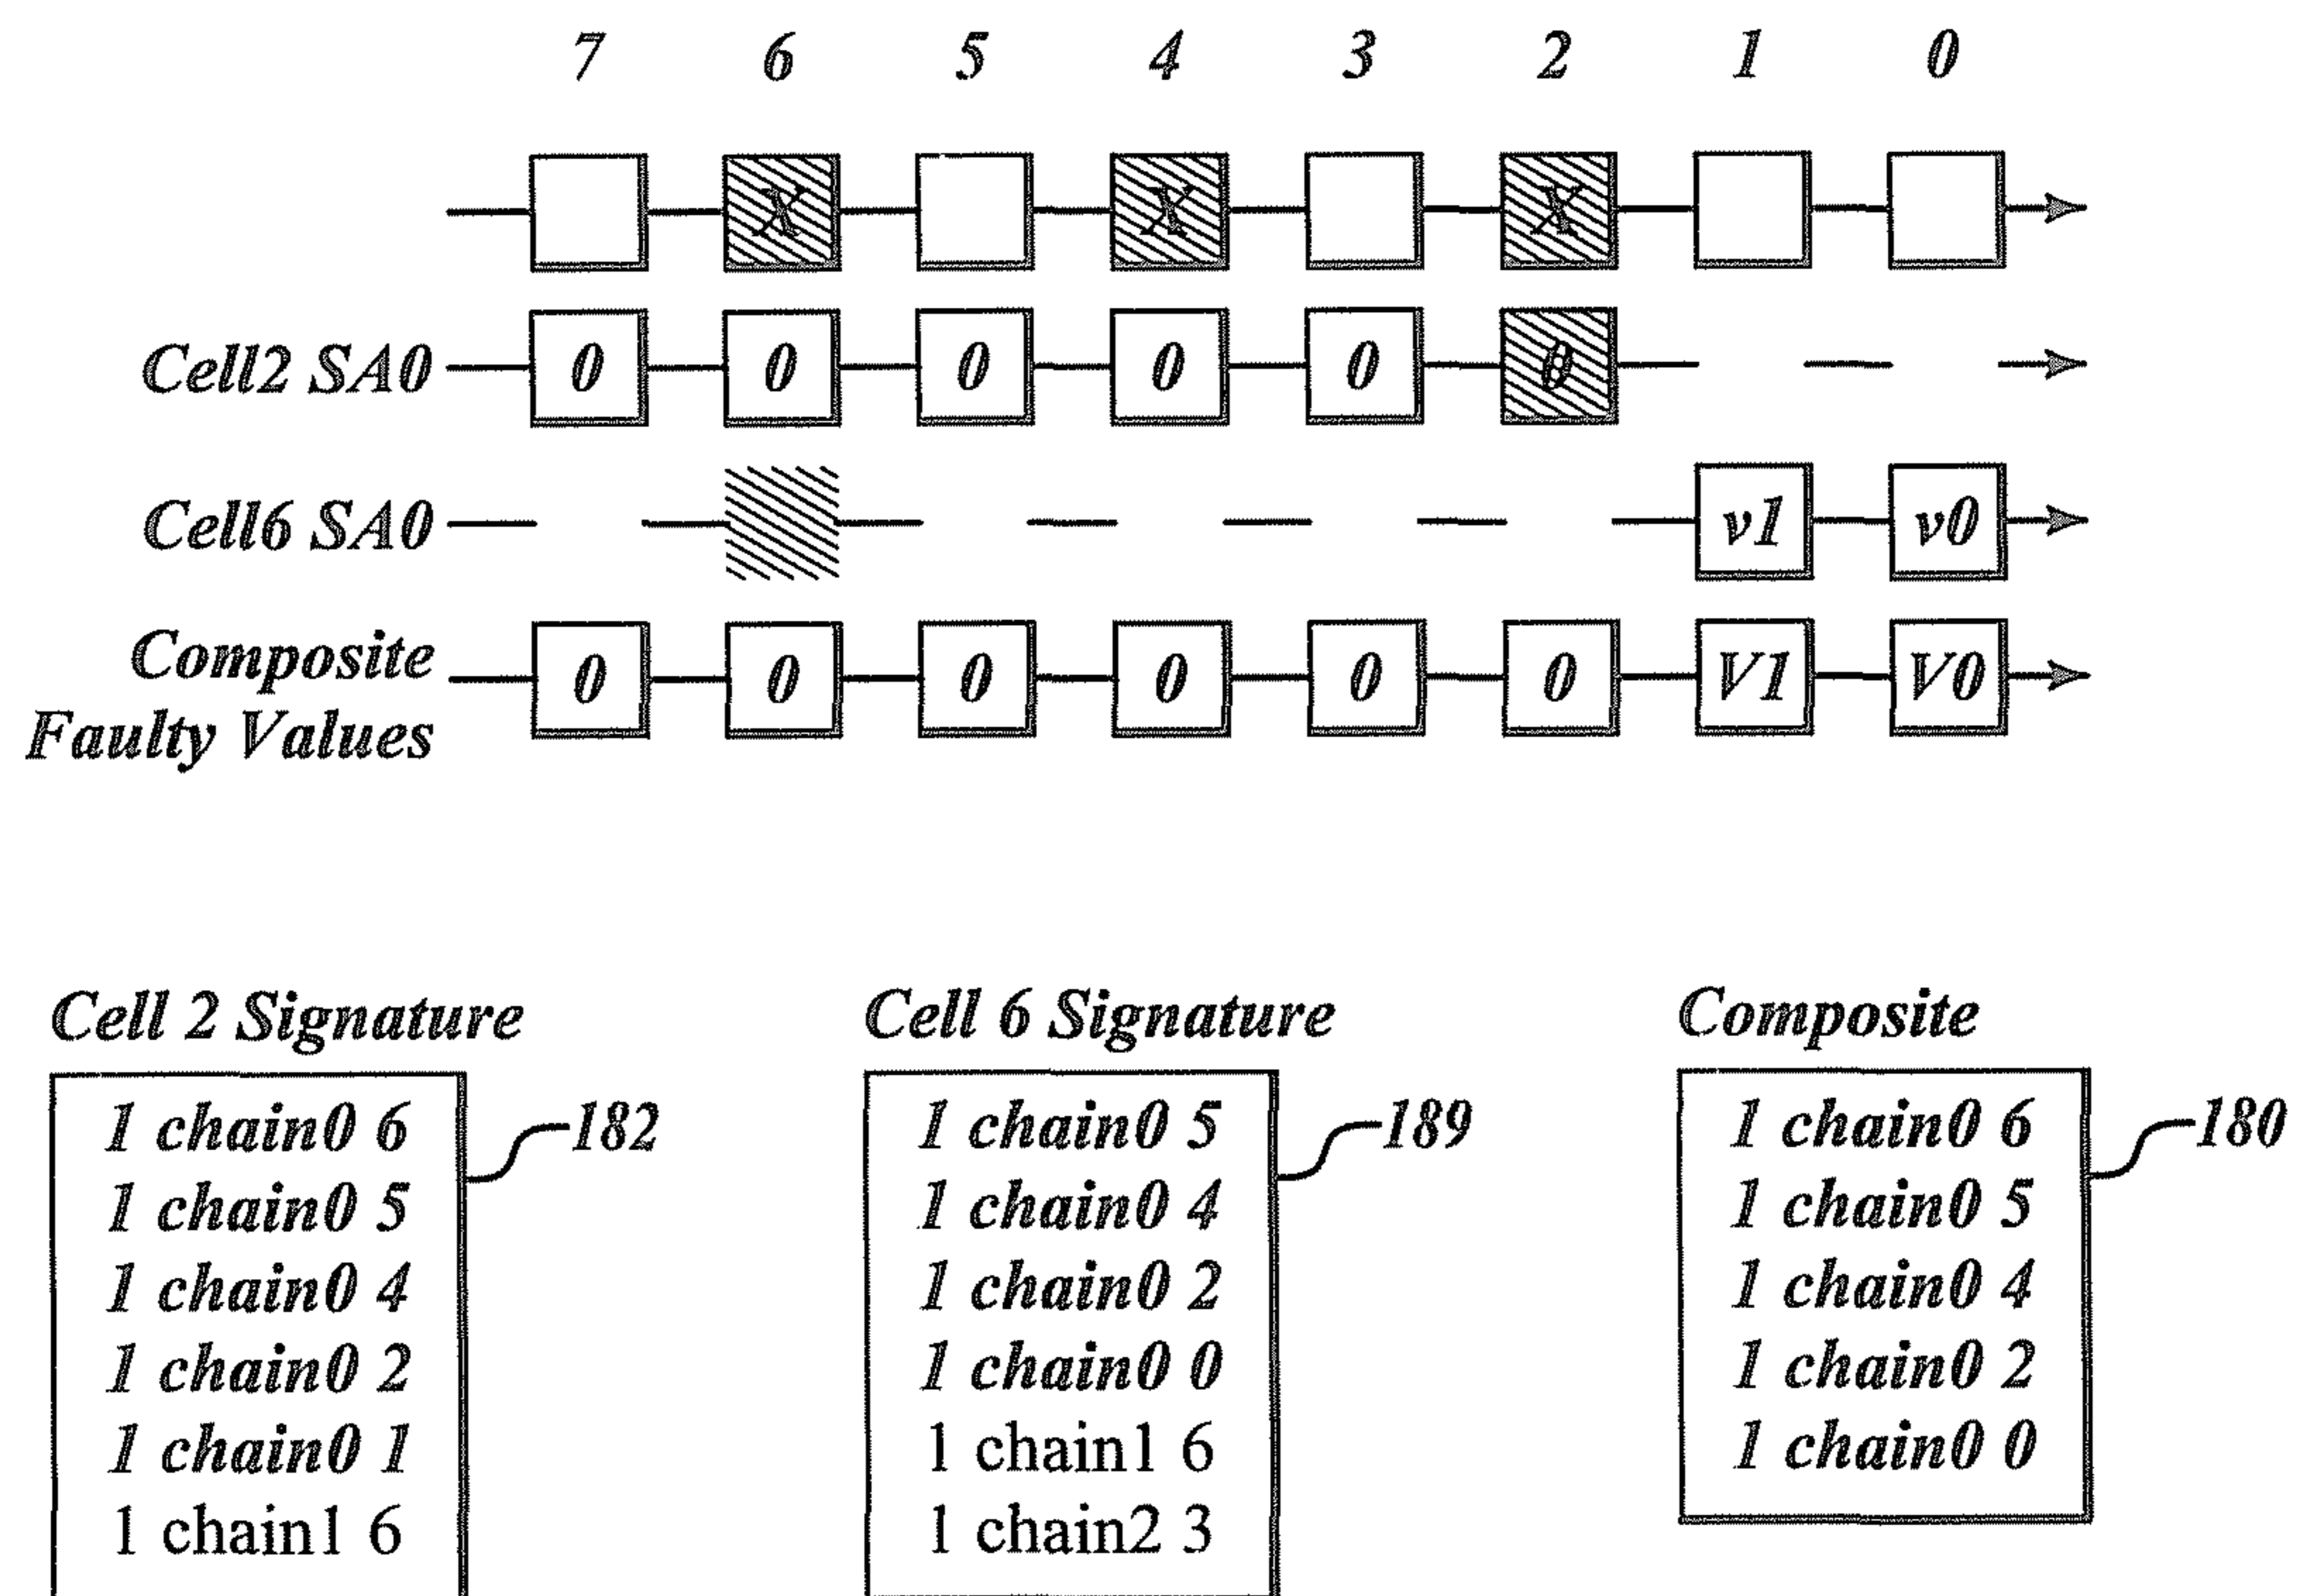 7 6 5 4 3 2 1 0
X X X
Cell2 SA0 0 0 0 0 0 0
Cell6 SA0 v1 v0
Composite
Faulty Values 0 0 0 0 0 0 V1 V0
Cell 2 Signature
1 chain0 6
182
1 chain0 5
1 chain0 4
1 chain0 2
1 chain0 1
1 chain1 6
Cell 6 Signature
1 chain0 5
189
1 chain0 4
1 chain0 2
1 chain0 0
1 chain1 6
1 chain2 3
Composite
1 chain0 6
180
1 chain0 5
1 chain0 4
1 chain0 2
1 chain0 0